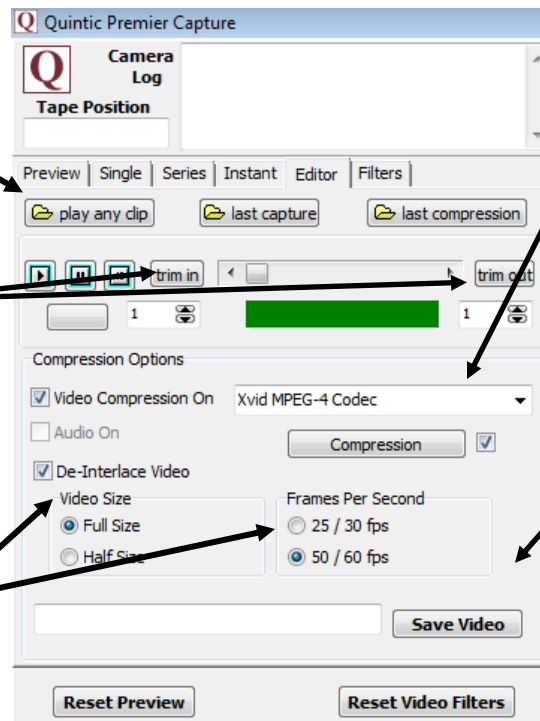 Quintic Premier Capture
Q
Camera
Log
Tape Position
Preview Single Series Instant Editor Filters
play any clip last capture last compression
trim in trim out
1 1
Compression Options
Video Compression On Xvid MPEG-4 Codec
Audio On
Compression
De-Interlace Video
Video Size Frames Per Second
Full Size 25 / 30 fps
Half Size 50 / 60 fps
Save Video
Reset Preview Reset Video Filters